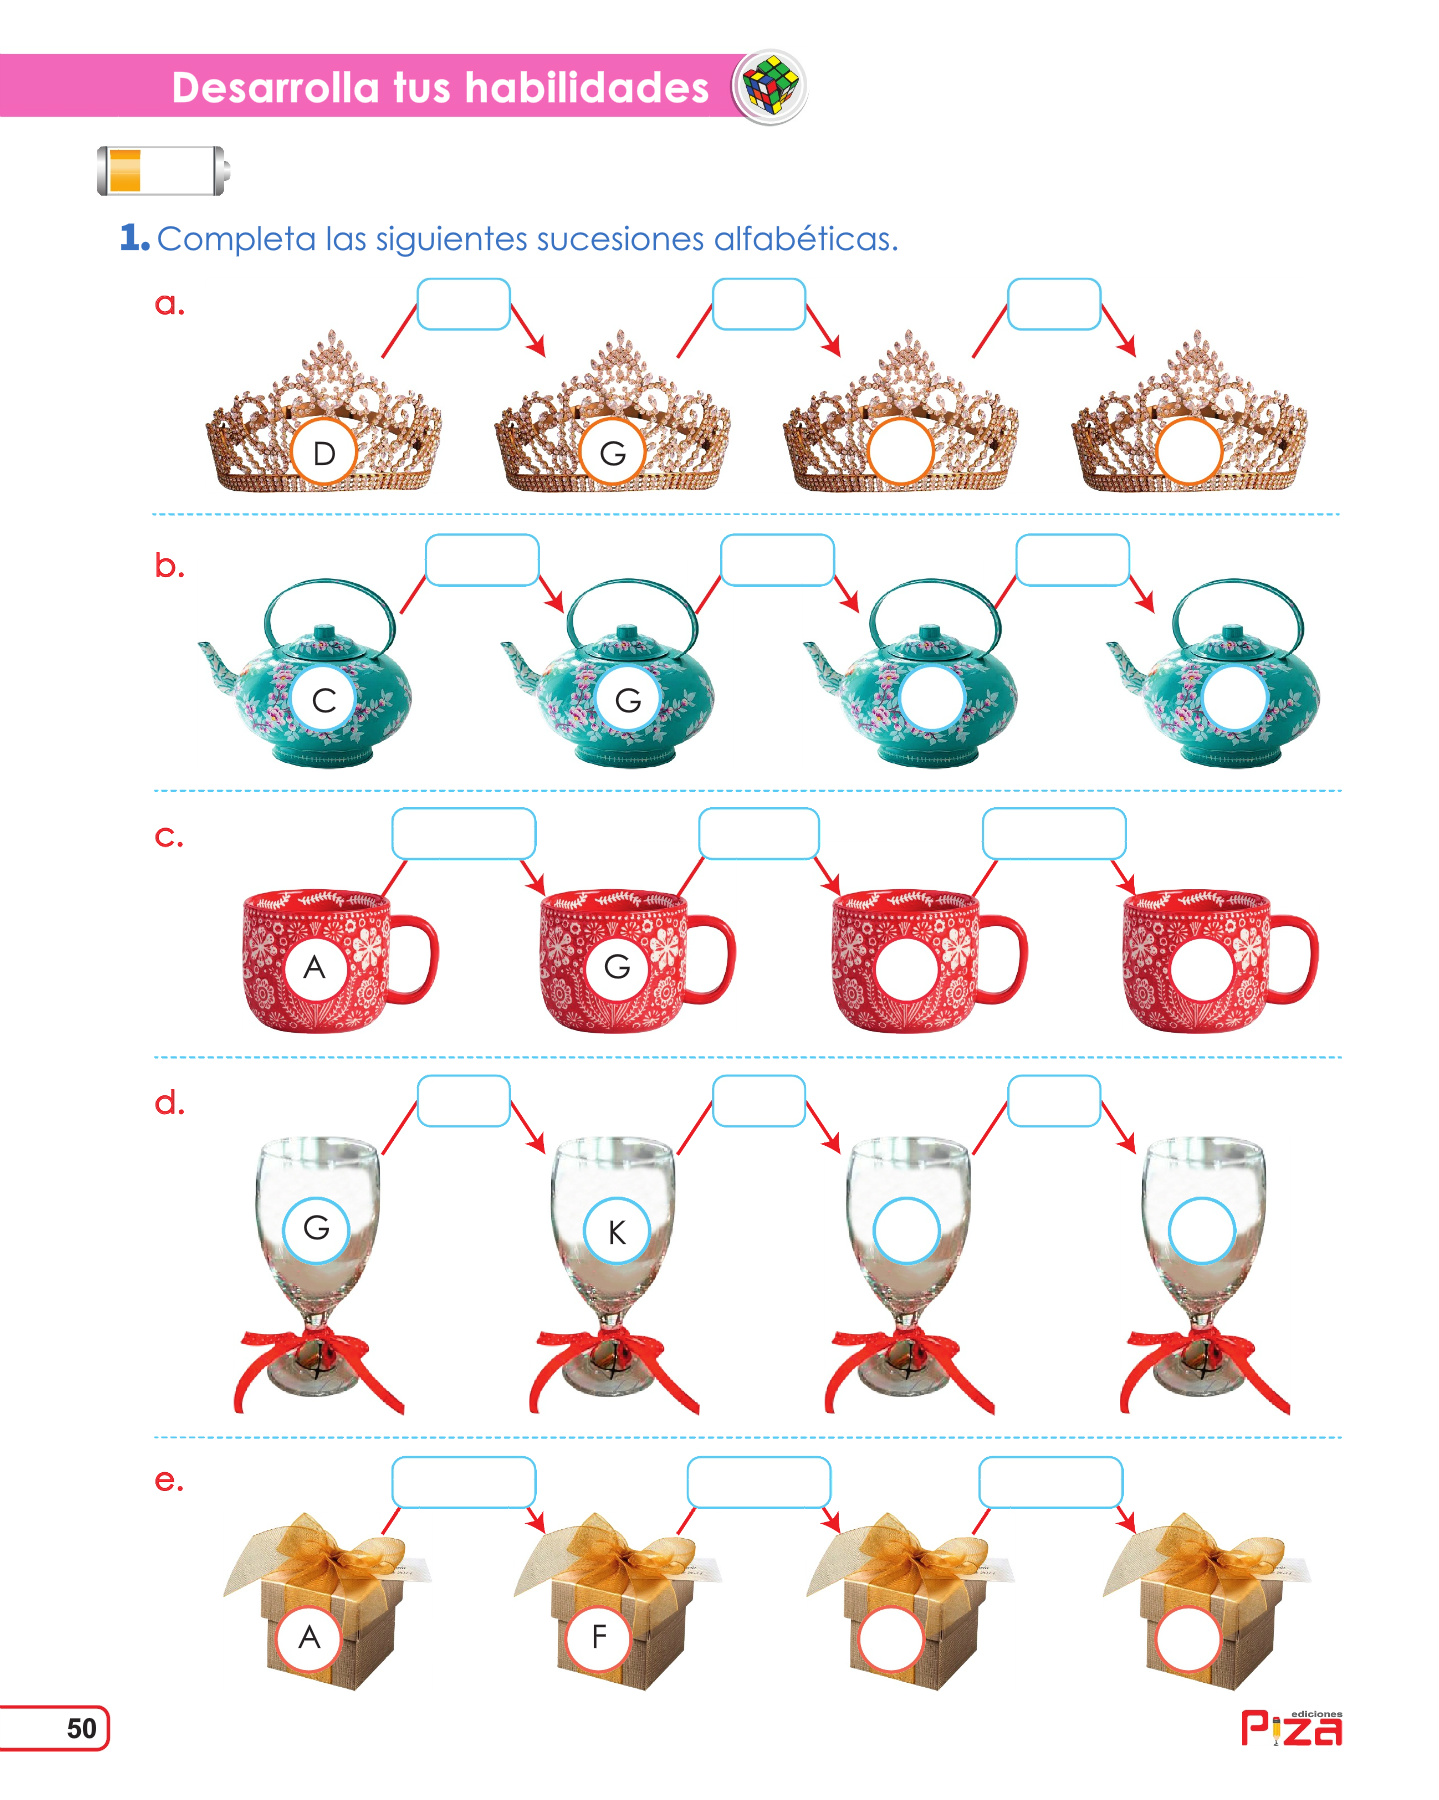 Desarrolla tus habilidades
1. Completa las siguientes sucesiones alfabéticas.
a.
D G
b.
C G
c.
A G
d.
G K
e.
A F
50
ediciones
Piza